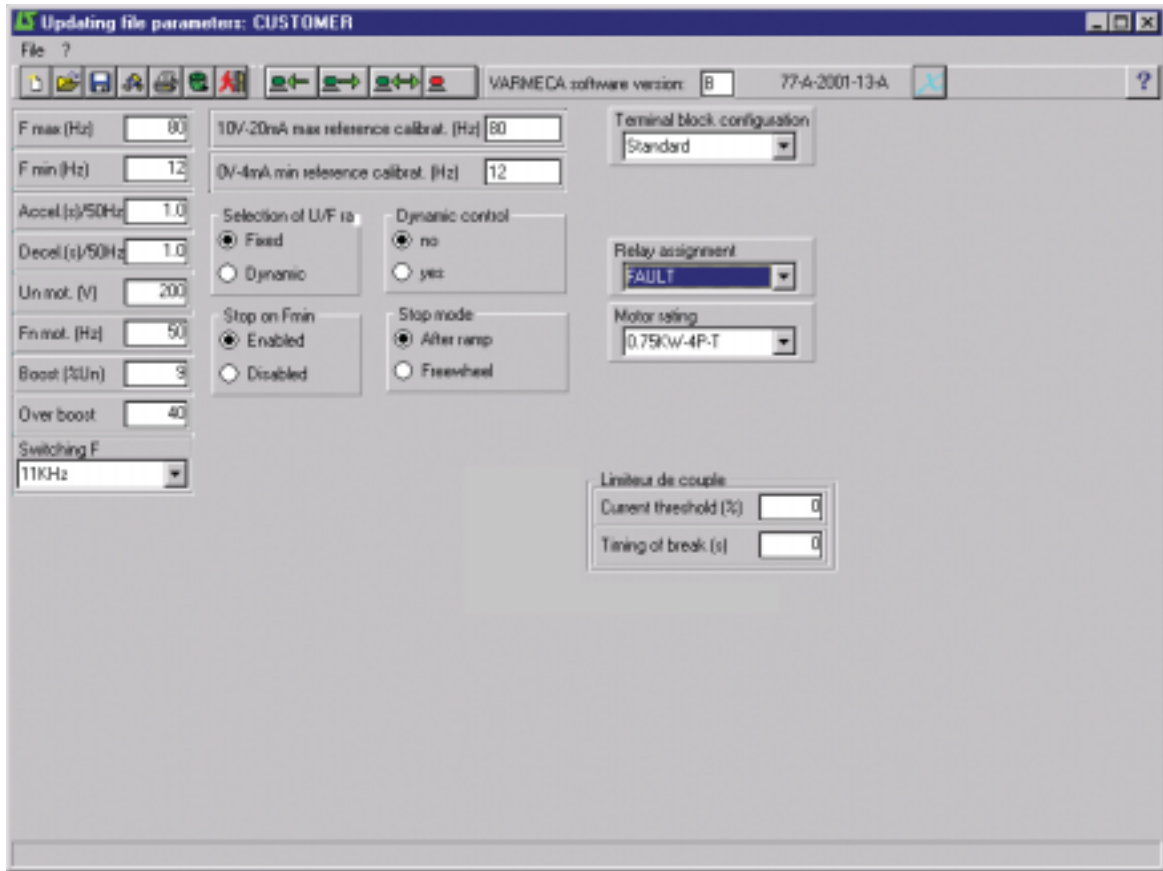 LS Updating file parameters: CUSTOMER
File ?
VARMECA software version: B 77-A-2001-13-A ?
F max (Hz) 80
F min (Hz) 12
Accel.(s)/50Hz 1.0
Decel.(s)/50Hz 1.0
Un mot. (V) 200
Fn mot. (Hz) 50
Boost (%Un) 9
Over boost 40
Switching F
11KHz
10V-20mA max reference calibrat. (Hz) 80
0V-4mA min reference calibrat. (Hz) 12
Selection of U/F ra
Fixed
Dynamic
Dynamic control
no
yes
Stop on Fmin
Enabled
Disabled
Stop mode
After ramp
Freewheel
Terminal block configuration
Standard
Relay assignment
FAULT
Motor rating
0.75KW-4P-T
Limiteur de couple
Current threshold (%) 0
Timing of break (s) 0